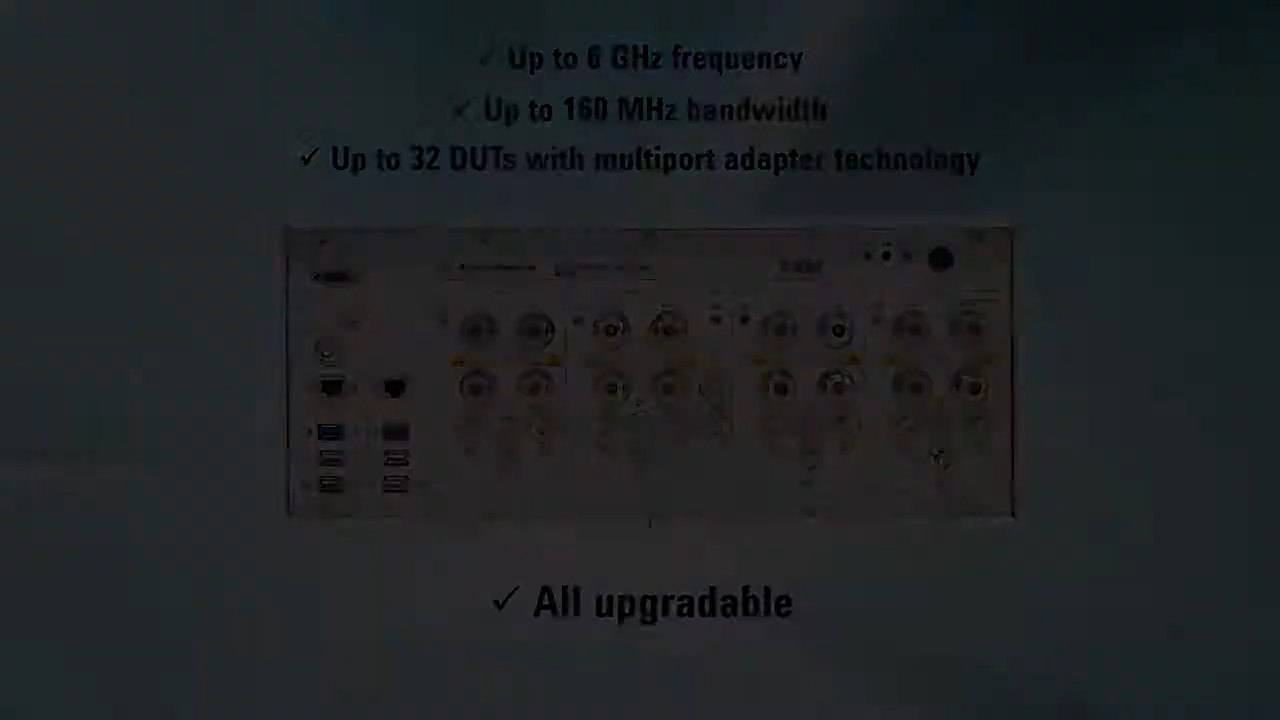 ✓ Up to 6 GHz frequency
✓ Up to 160 MHz bandwidth
✓ Up to 32 DUTs with multiport adapter technology
✓ All upgradable